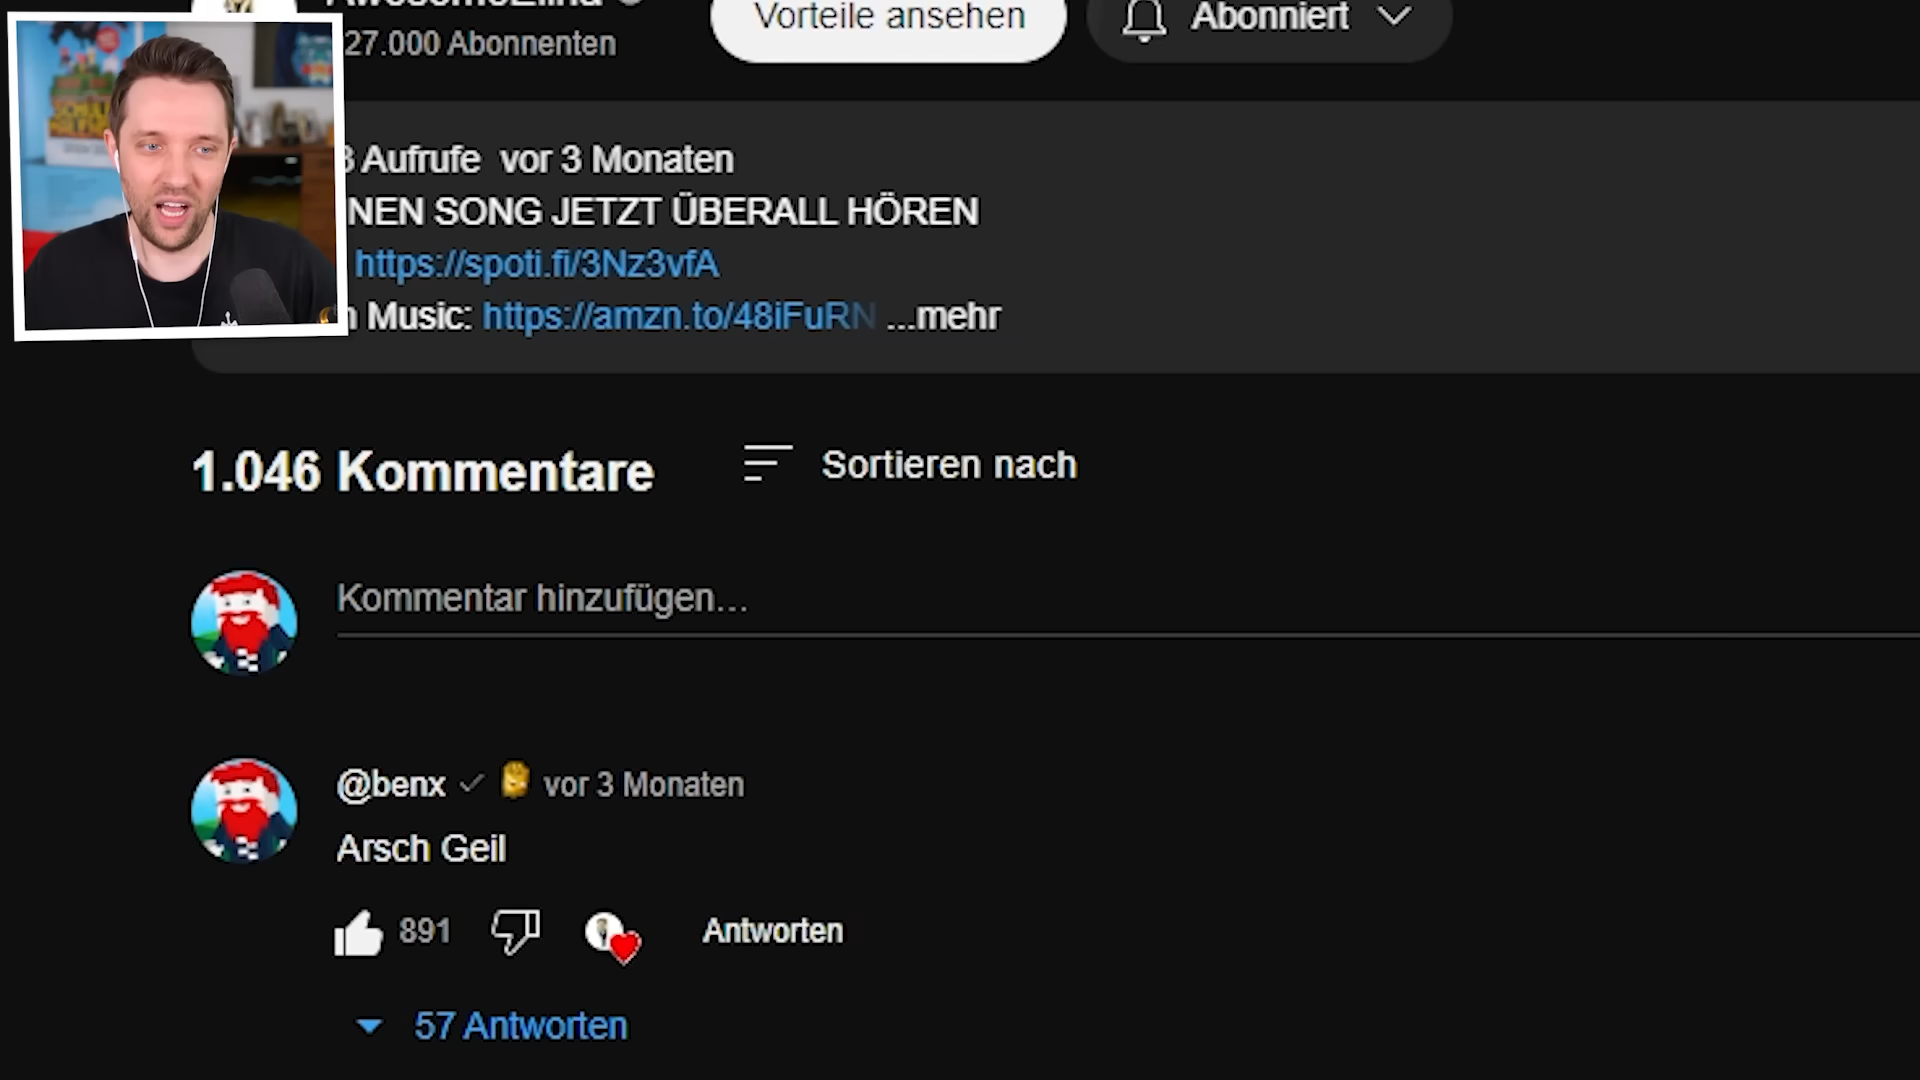 Vorteile ansehen
Abonniert
27.000 Abonnenten
Aufrufe vor 3 Monaten
NEN SONG JETZT ÜBERALL HÖREN
https://spoti.fi/3Nz3vfA
Music: https://amzn.to/48iFuRN ...mehr
1.046 Kommentare
Sortieren nach
Kommentar hinzufügen...
@benx vor 3 Monaten
Arsch Geil
891
Antworten
57 Antworten